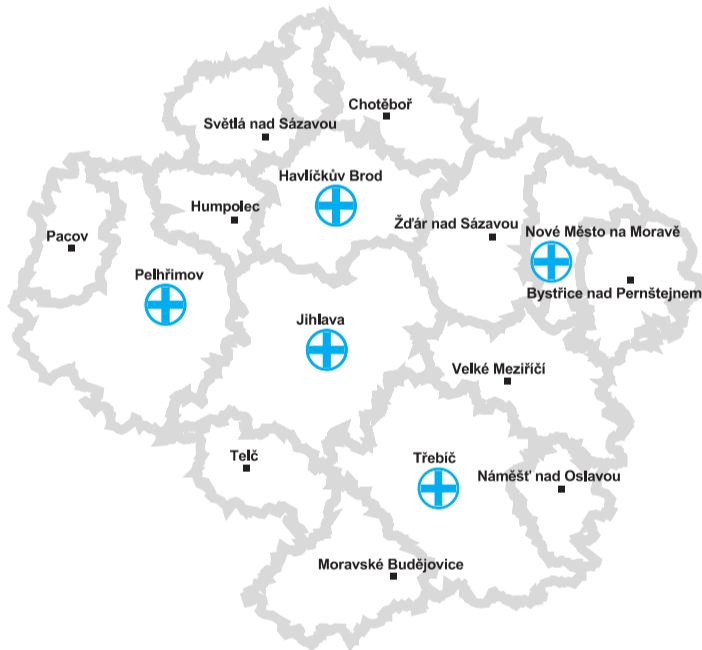 Chotěboř
Světlá nad Sázavou
Havlíčkův Brod
Humpolec
Žďár nad Sázavou
Nové Město na Moravě
Pacov
Pelhřimov
Bystřice nad Pernštejnem
Jihlava
Velké Meziříčí
Telč
Třebíč
Náměšť nad Oslavou
Moravské Budějovice